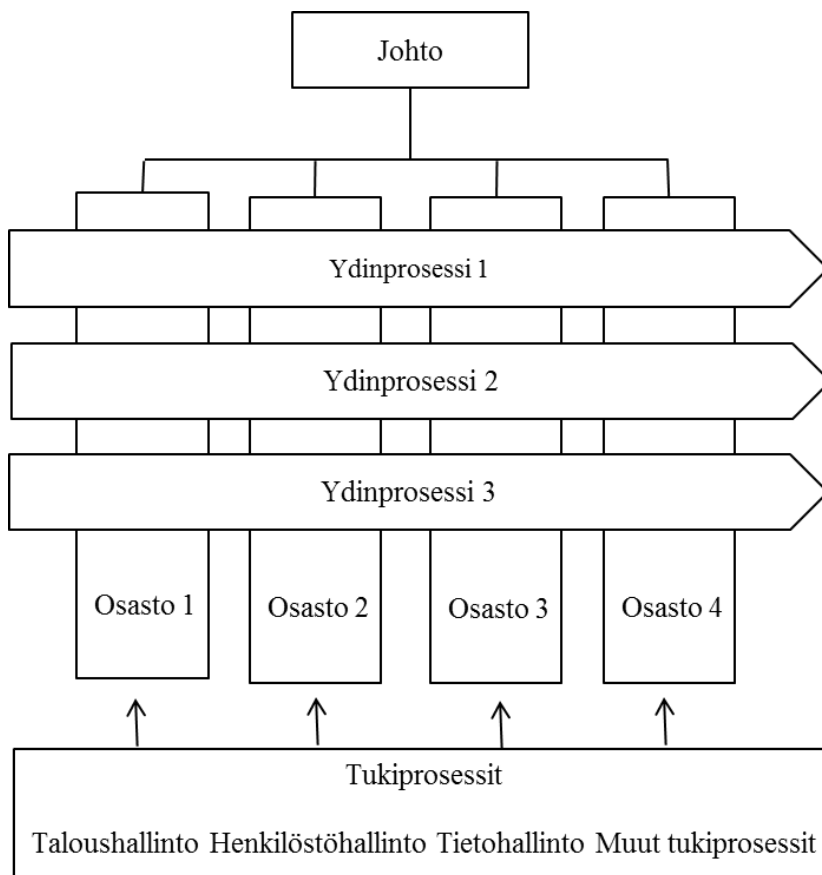 Johto
Ydinprosessi 1
Ydinprosessi 2
Ydinprosessi 3
Osasto 1 Osasto 2 Osasto 3 Osasto 4
Tukiprosessit
Taloushallinto Henkilöstöhallinto Tietohallinto Muut tukiprosessit